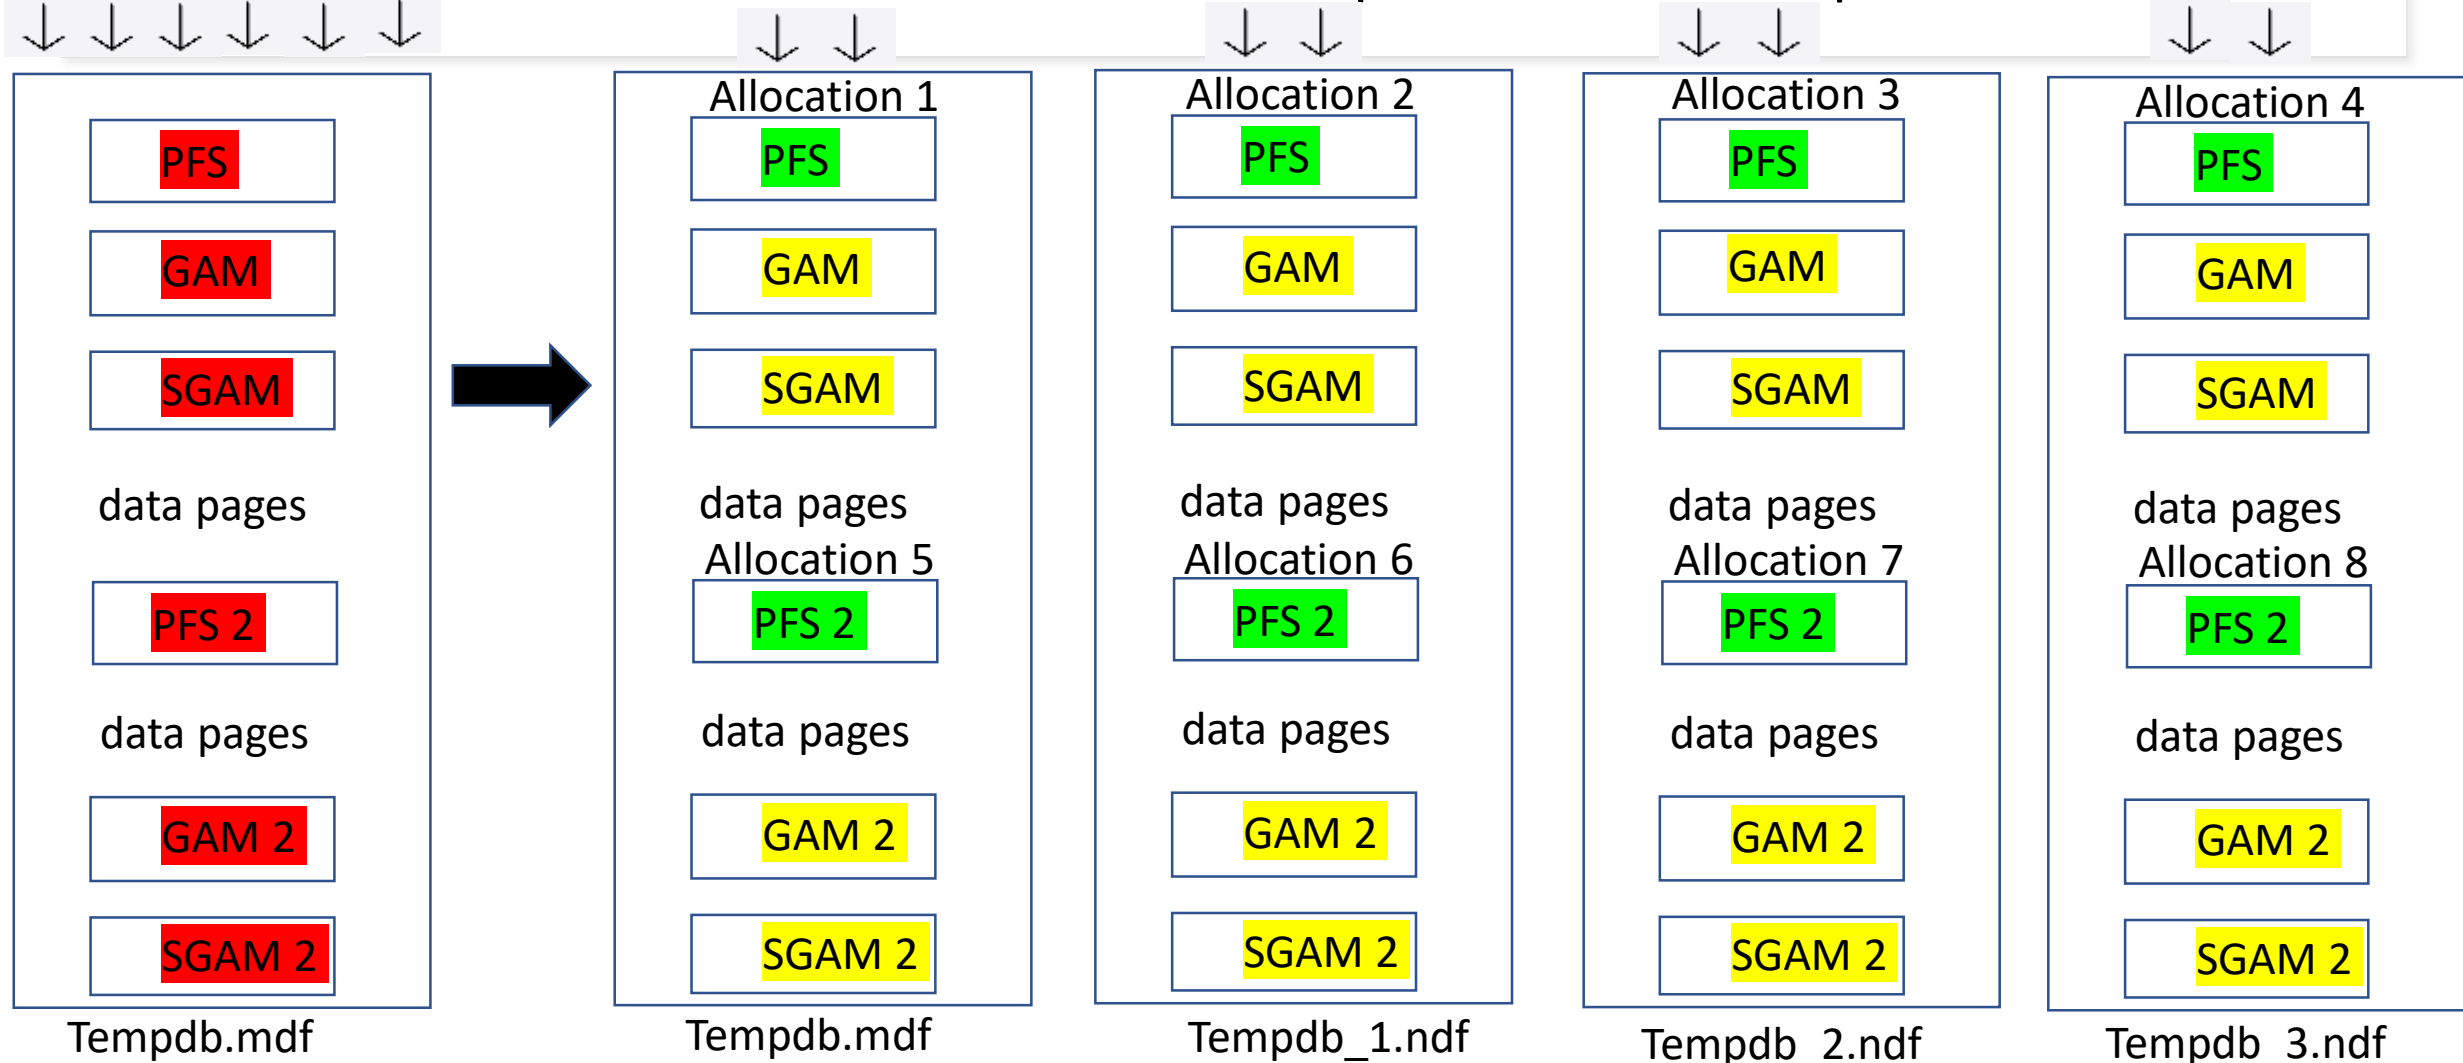 PFS
GAM
SGAM
data pages
PFS 2
data pages
GAM 2
SGAM 2
Tempdb.mdf
Allocation 1
PFS
GAM
SGAM
data pages
Allocation 5
PFS 2
data pages
GAM 2
SGAM 2
Tempdb.mdf
Allocation 2
PFS
GAM
SGAM
data pages
Allocation 6
PFS 2
data pages
GAM 2
SGAM 2
Tempdb_1.ndf
Allocation 3
PFS
GAM
SGAM
data pages
Allocation 7
PFS 2
data pages
GAM 2
SGAM 2
Tempdb_2.ndf
Allocation 4
PFS
GAM
SGAM
data pages
Allocation 8
PFS 2
data pages
GAM 2
SGAM 2
Tempdb_3.ndf